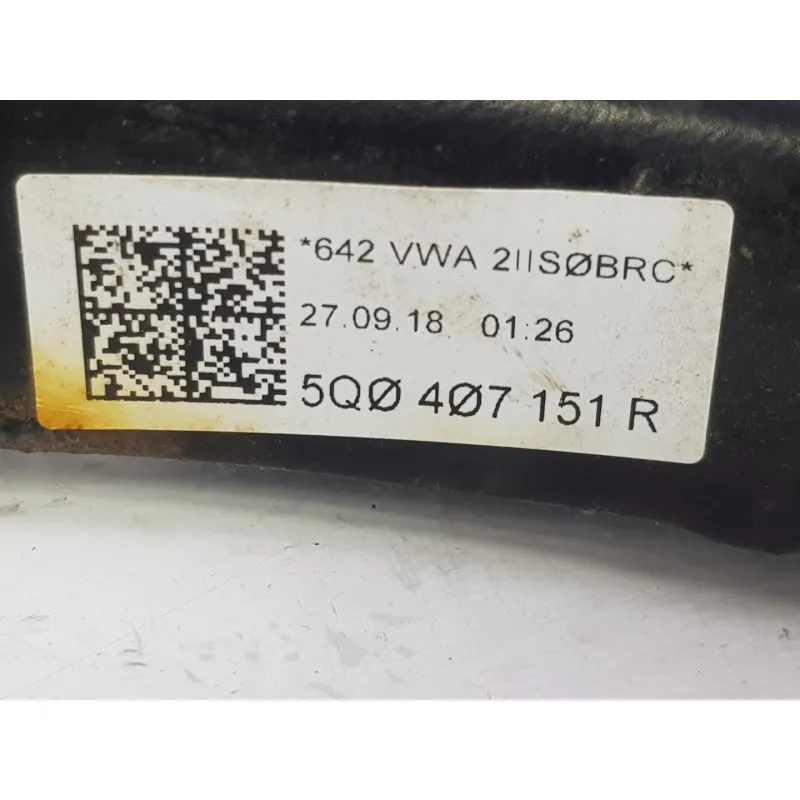 *642 VWA 2IISØBRC*
27.09.18 01:26
5QØ 4Ø7 151 R